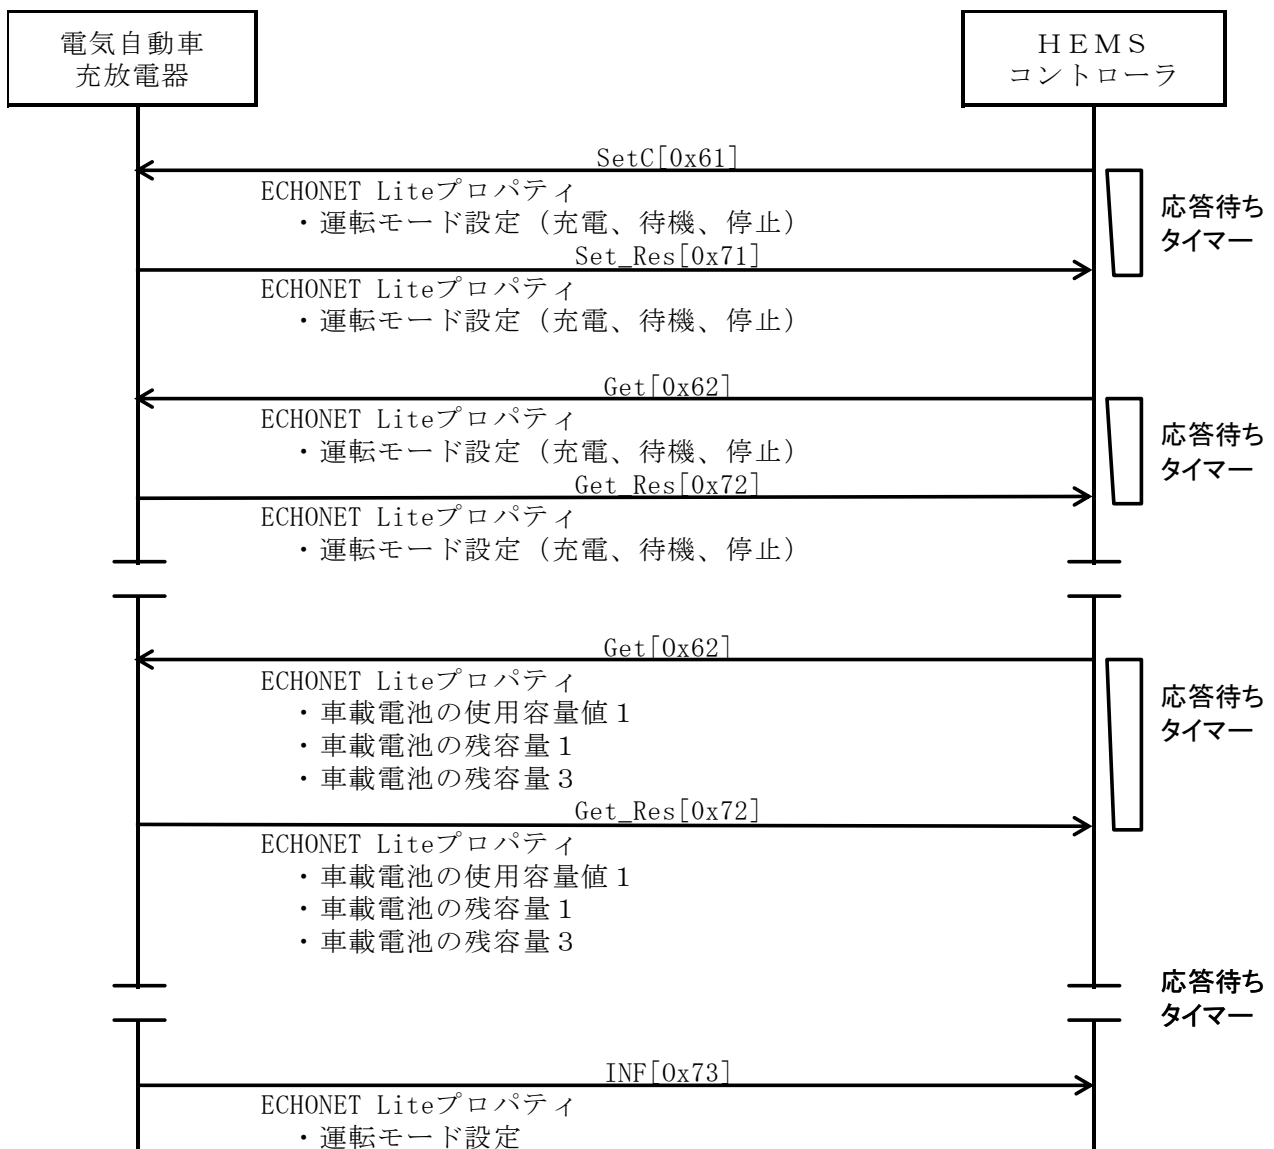 電気自動車
充放電器
ＨＥＭＳ
コントローラ
SetC[0x61]
ECHONET Liteプロパティ
・運転モード設定（充電、待機、停止）
応答待ち
タイマー
Set_Res[0x71]
ECHONET Liteプロパティ
・運転モード設定（充電、待機、停止）
Get[0x62]
ECHONET Liteプロパティ
・運転モード設定（充電、待機、停止）
応答待ち
タイマー
Get_Res[0x72]
ECHONET Liteプロパティ
・運転モード設定（充電、待機、停止）
Get[0x62]
ECHONET Liteプロパティ
・車載電池の使用容量値１
・車載電池の残容量１
・車載電池の残容量３
応答待ち
タイマー
Get_Res[0x72]
ECHONET Liteプロパティ
・車載電池の使用容量値１
・車載電池の残容量１
・車載電池の残容量３
応答待ち
タイマー
INF[0x73]
ECHONET Liteプロパティ
・運転モード設定